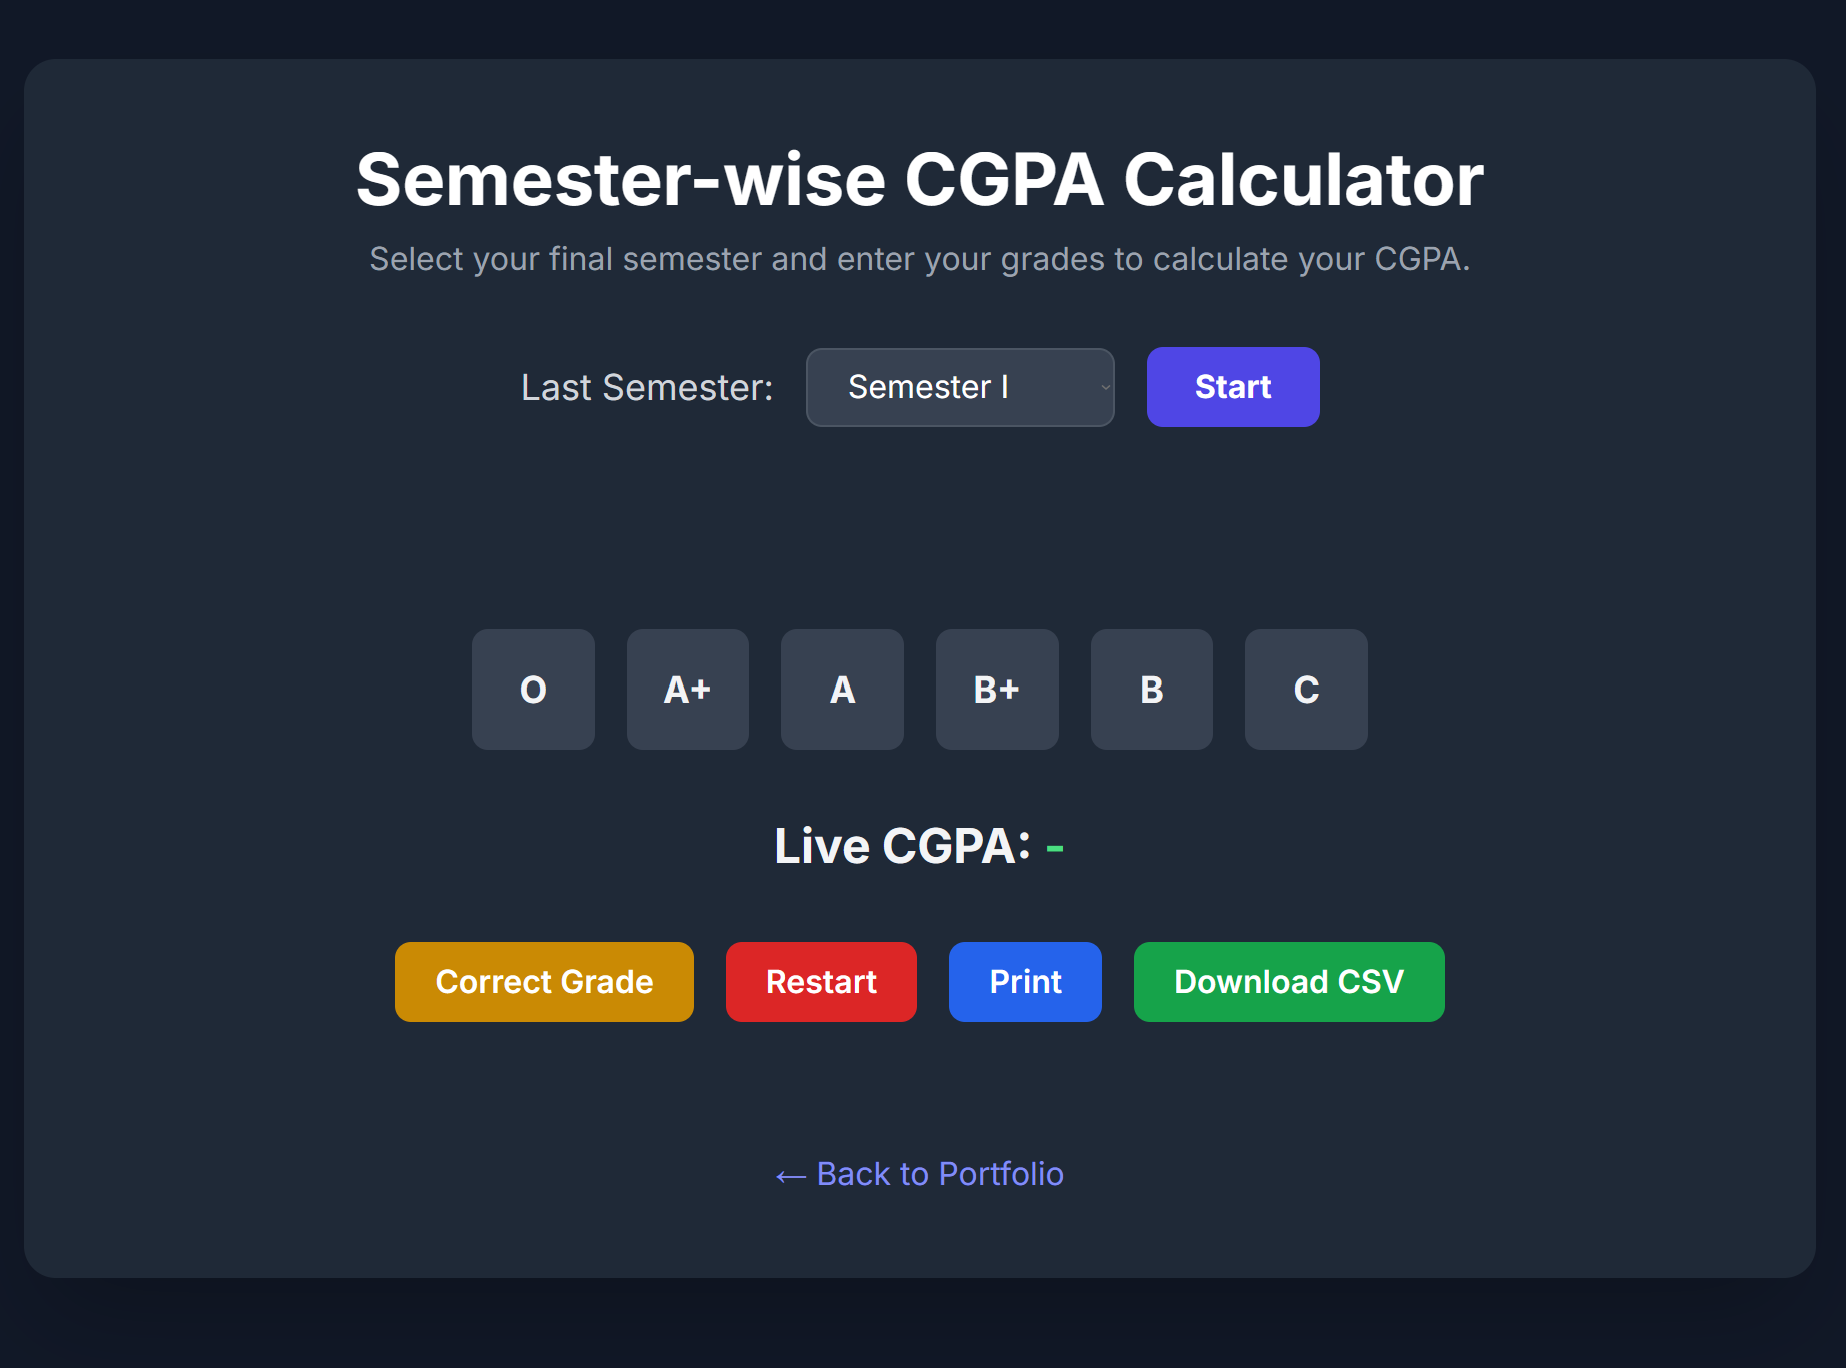 Semester-wise CGPA Calculator
Select your final semester and enter your grades to calculate your CGPA.
Last Semester: Semester I Start
O A+ A B+ B C
Live CGPA: -
Correct Grade Restart Print Download CSV
← Back to Portfolio